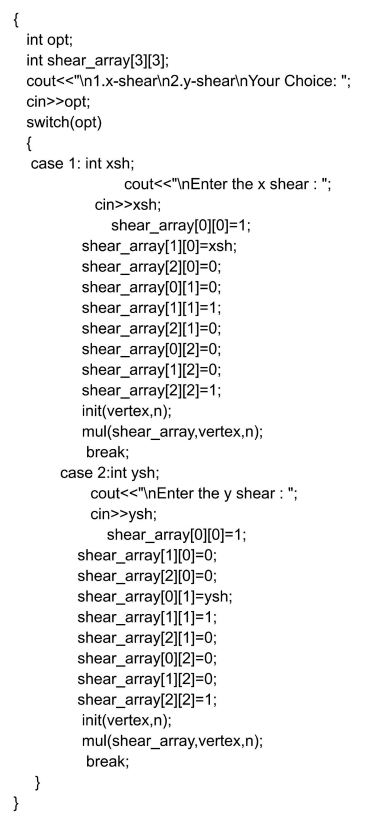 {
int opt;
int shear_array[3][3];
cout<<"\n1.x-shear\n2.y-shear\nYour Choice: ";
cin>>opt;
switch(opt)
{
case 1: int xsh;
cout<<"\nEnter the x shear : ";
cin>>xsh;
shear_array[0][0]=1;
shear_array[1][0]=xsh;
shear_array[2][0]=0;
shear_array[0][1]=0;
shear_array[1][1]=1;
shear_array[2][1]=0;
shear_array[0][2]=0;
shear_array[1][2]=0;
shear_array[2][2]=1;
init(vertex,n);
mul(shear_array,vertex,n);
break;
case 2:int ysh;
cout<<"\nEnter the y shear : ";
cin>>ysh;
shear_array[0][0]=1;
shear_array[1][0]=0;
shear_array[2][0]=0;
shear_array[0][1]=ysh;
shear_array[1][1]=1;
shear_array[2][1]=0;
shear_array[0][2]=0;
shear_array[1][2]=0;
shear_array[2][2]=1;
init(vertex,n);
mul(shear_array,vertex,n);
break;
}
}